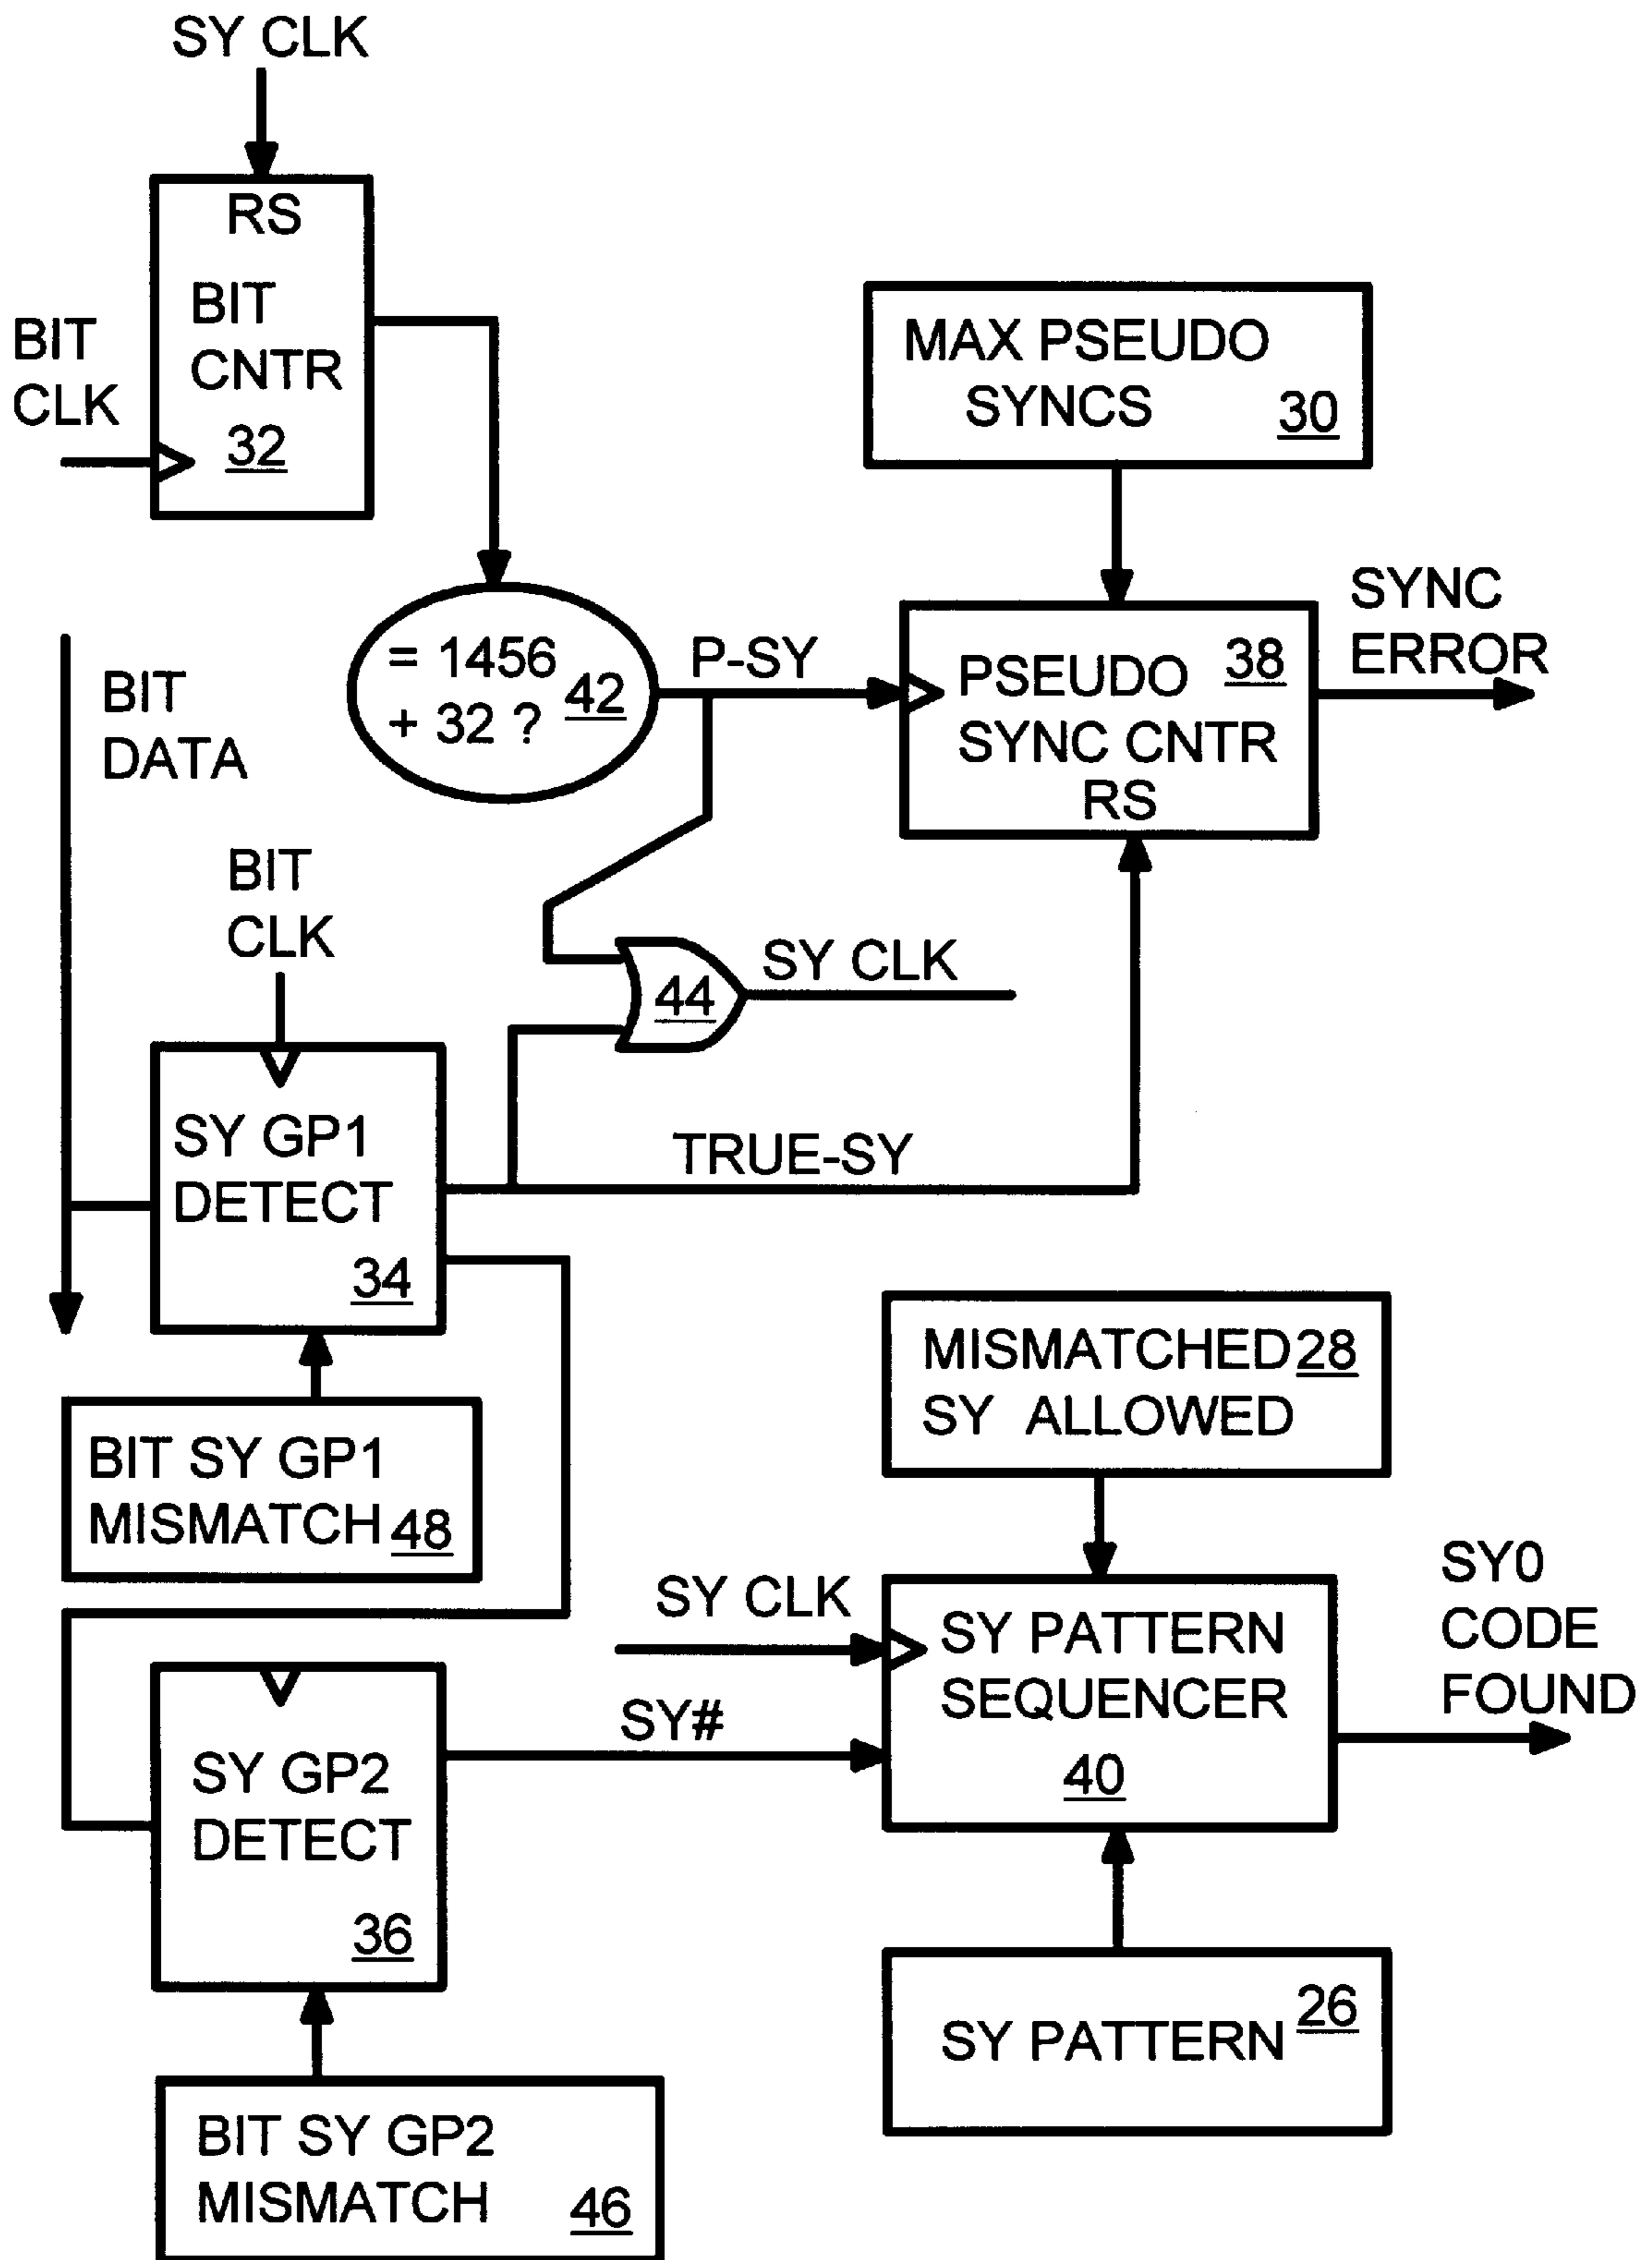 SY CLK
RS
BIT
CNTR
32
BIT
CLK
MAX PSEUDO
SYNCS
30
= 1456
+ 32 ?
42
P-SY
PSEUDO
38
SYNC CNTR
RS
SYNC
ERROR
BIT
DATA
BIT
CLK
44
SY CLK
SY GP1
DETECT
34
TRUE-SY
BIT SY GP1
MISMATCH
48
MISMATCHED
28
SY ALLOWED
SY CLK
SY PATTERN
SEQUENCER
40
SY0
CODE
FOUND
SY#
SY GP2
DETECT
36
SY PATTERN
26
BIT SY GP2
MISMATCH
46